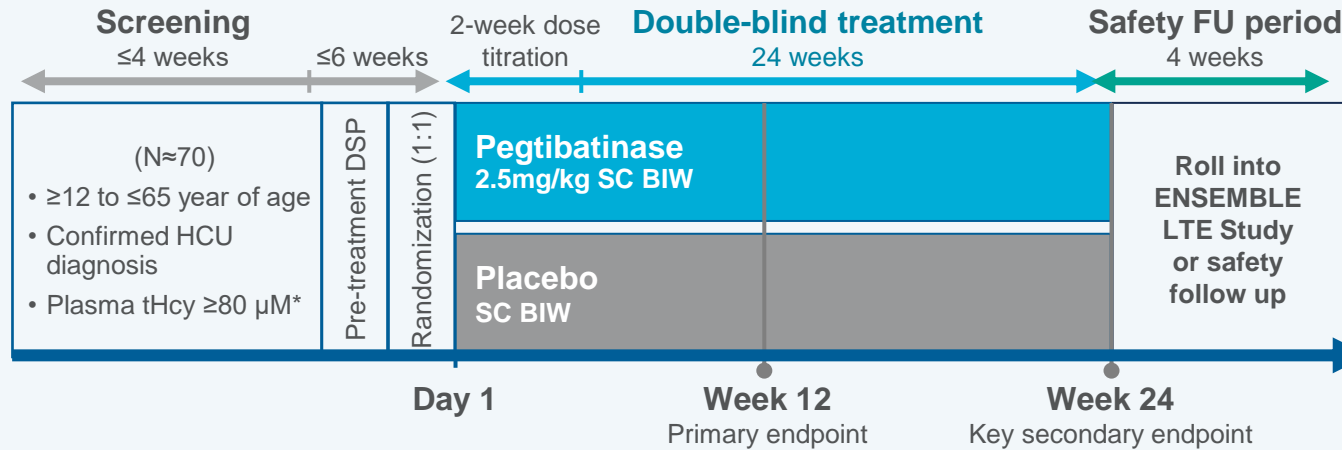 Screening
≤4 weeks
≤6 weeks
2-week dose
titration
Double-blind treatment
24 weeks
Safety FU period
4 weeks
(N≈70)
• ≥12 to ≤65 year of age
• Confirmed HCU
diagnosis
• Plasma tHcy ≥80 µM*
Pre-treatment DSP
Randomization (1:1)
Pegtibatinase
2.5mg/kg SC BIW
Placebo
SC BIW
Roll into
ENSEMBLE
LTE Study
or safety
follow up
Day 1
Week 12
Primary endpoint
Week 24
Key secondary endpoint